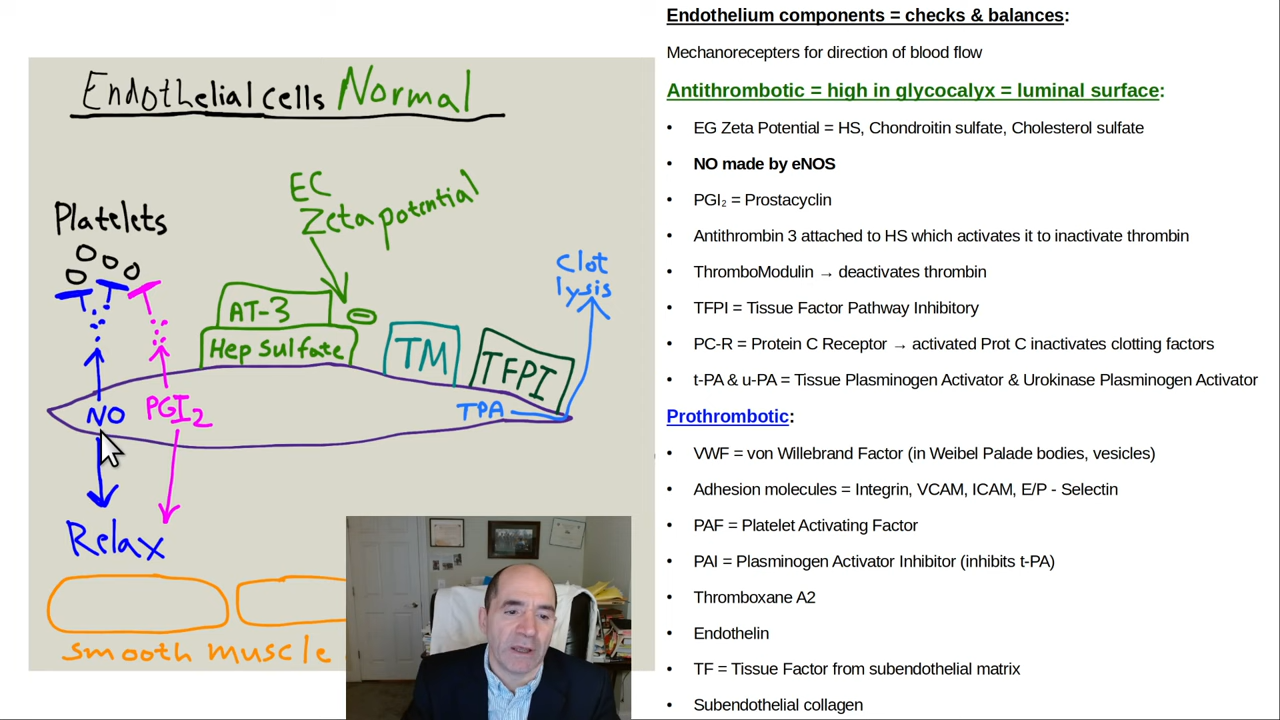 Endothelial cells Normal
EC
Zeta potential
Platelets
Clot
lysis
AT-3
Hep Sulfate
TM
TFPI
NO
PGI2
TPA
Relax
smooth muscle
Endothelium components = checks & balances:
Mechanorecepters for direction of blood flow
Antithrombotic = high in glycocalyx = luminal surface:
• EG Zeta Potential = HS, Chondroitin sulfate, Cholesterol sulfate
• NO made by eNOS
• PGI₂ = Prostacyclin
• Antithrombin 3 attached to HS which activates it to inactivate thrombin
• ThromboModulin → deactivates thrombin
• TFPI = Tissue Factor Pathway Inhibitory
• PC-R = Protein C Receptor → activated Prot C inactivates clotting factors
• t-PA & u-PA = Tissue Plasminogen Activator & Urokinase Plasminogen Activator
Prothrombotic:
• VWF = von Willebrand Factor (in Weibel Palade bodies, vesicles)
• Adhesion molecules = Integrin, VCAM, ICAM, E/P - Selectin
• PAF = Platelet Activating Factor
• PAI = Plasminogen Activator Inhibitor (inhibits t-PA)
• Thromboxane A2
• Endothelin
• TF = Tissue Factor from subendothelial matrix
• Subendothelial collagen